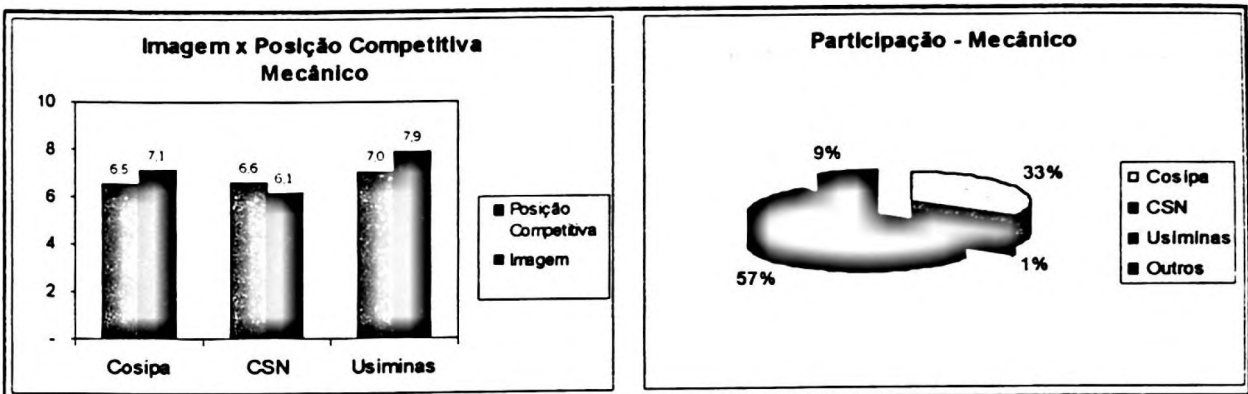 Imagem x Posição Competitiva
Mecânico
10
8
6
4
2
-
6.5
7.1
6.6
6.1
7.0
7.9
Cosipa
CSN
Usiminas
Posição
Competitiva
Imagem
Participação - Mecânico
9%
33%
57%
1%
Cosipa
CSN
Usiminas
Outros